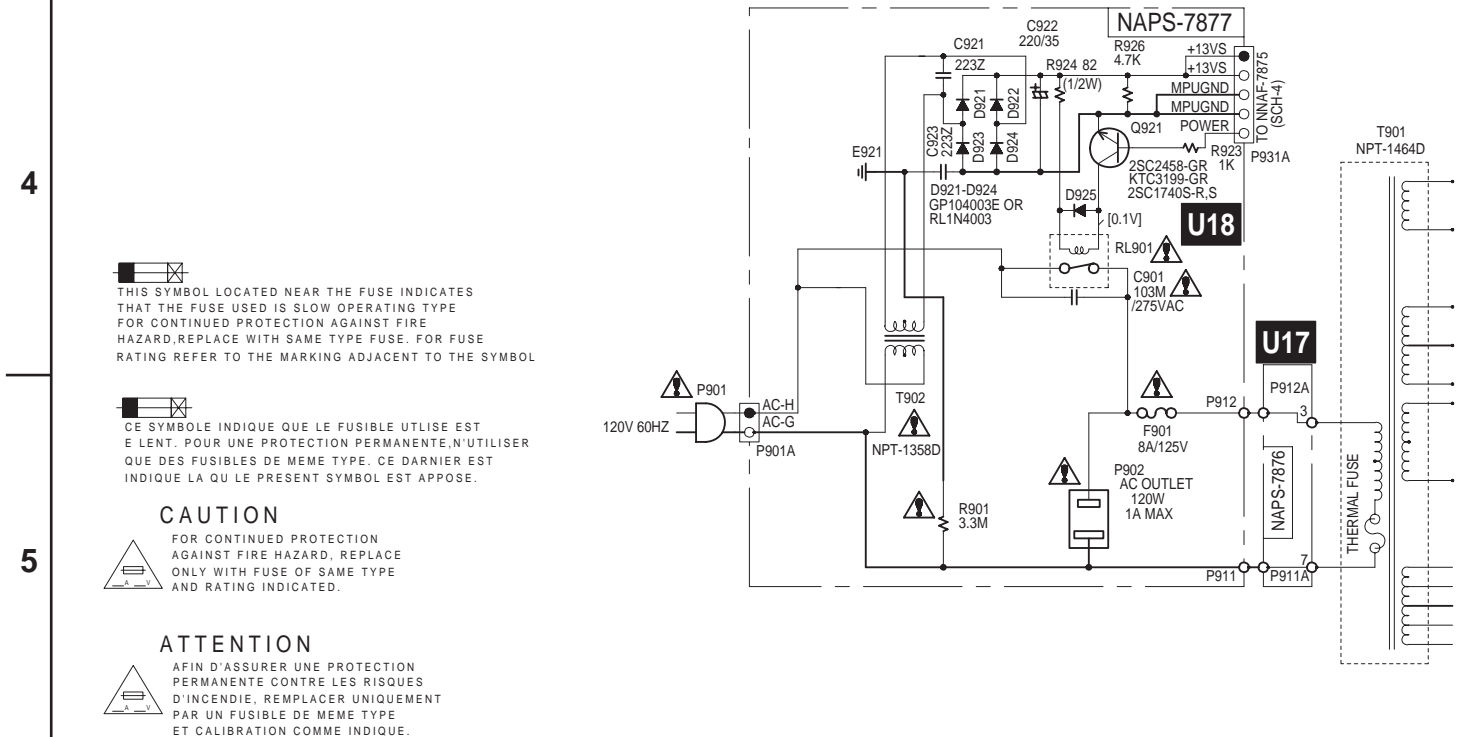 4
5
THIS SYMBOL LOCATED NEAR THE FUSE INDICATES
THAT THE FUSE USED IS SLOW OPERATING TYPE
FOR CONTINUED PROTECTION AGAINST FIRE
HAZARD,REPLACE WITH SAME TYPE FUSE. FOR FUSE
RATING REFER TO THE MARKING ADJACENT TO THE SYMBOL
CE SYMBOLE INDIQUE QUE LE FUSIBLE UTLISE EST
E LENT. POUR UNE PROTECTION PERMANENTE,N'UTILISER
QUE DES FUSIBLES DE MEME TYPE. CE DARNIER EST
INDIQUE LA QU LE PRESENT SYMBOL EST APPOSE.
CAUTION
FOR CONTINUED PROTECTION
AGAINST FIRE HAZARD, REPLACE
ONLY WITH FUSE OF SAME TYPE
AND RATING INDICATED.
A V
ATTENTION
AFIN D'ASSURER UNE PROTECTION
PERMANENTE CONTRE LES RISQUES
D'INCENDIE, REMPLACER UNIQUEMENT
PAR UN FUSIBLE DE MEME TYPE
ET CALIBRATION COMME INDIQUE.
A V
NAPS-7877
C922
220/35
C921
223Z
R924 82
(1/2W)
R926
4.7K
+13VS
+13VS
MPUGND
MPUGND
POWER
TO NNAF-7875
(SCH-4)
P931A
D921
D922
D923
D924
C923
223Z
Q921
R923
1K
2SC2458-GR
KTC3199-GR
2SC1740S-R,S
E921
D921-D924
GP104003E OR
RL1N4003
D925
[0.1V]
U18
RL901
C901
103M
/275VAC
T901
NPT-1464D
U17
P901
120V 60HZ
AC-H
AC-G
P901A
T902
NPT-1358D
F901
8A/125V
P912
P912A
3
P902
AC OUTLET
120W
1A MAX
R901
3.3M
NAPS-7876
THERMAL FUSE
P911
P911A
7